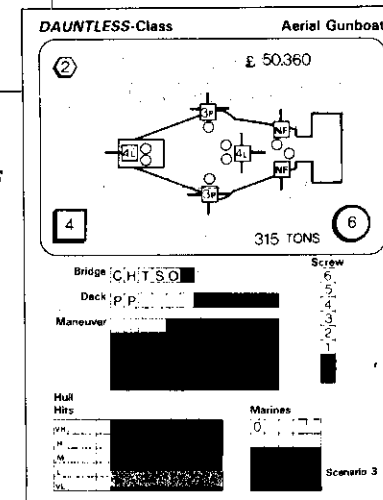 DAUNTLESS-Class Aerial Gunboat
2 £ 50.360
3P
4L 4L NF
NF
3P
4 6
315 TONS
Screw
Bridge C H T S O 6
5
Deck P P 4
3
Maneuver 2
1
Hull
Hits Marines
VH 0
H
M
L Scenario 3
VL